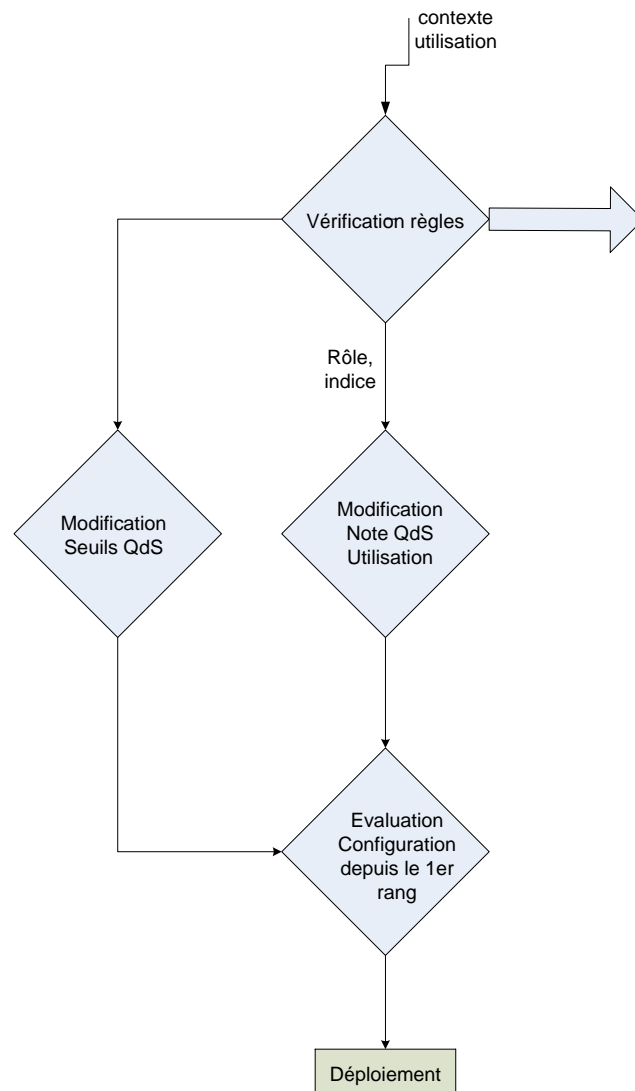 contexte
utilisation
Vérification règles
Rôle,
indice
Modification
Seuils QdS
Modification
Note QdS
Utilisation
Evaluation
Configuration
depuis le 1er
rang
Déploiement